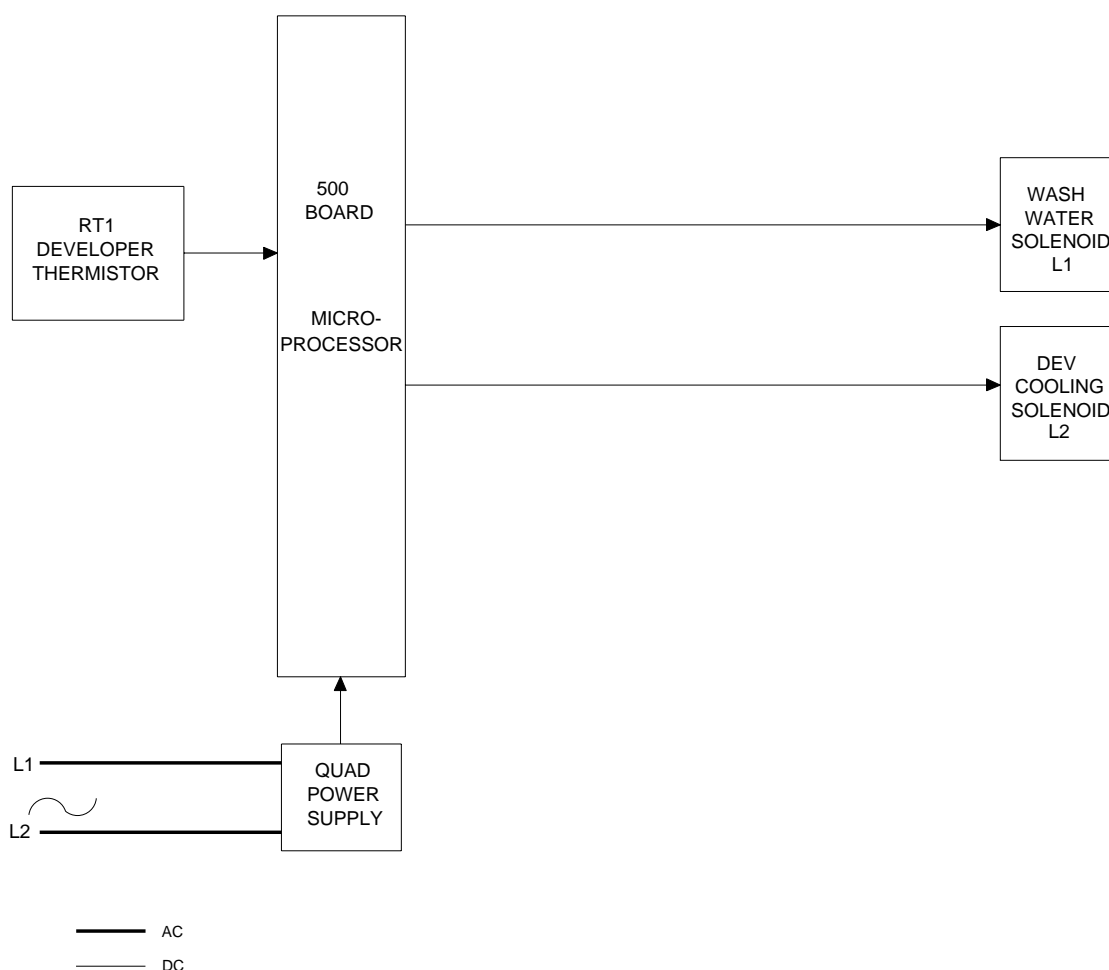 500
BOARD
MICRO-
PROCESSOR
RT1
DEVELOPER
THERMISTOR
WASH
WATER
SOLENOID
L1
DEV
COOLING
SOLENOID
L2
L1
L2
QUAD
POWER
SUPPLY
AC
DC